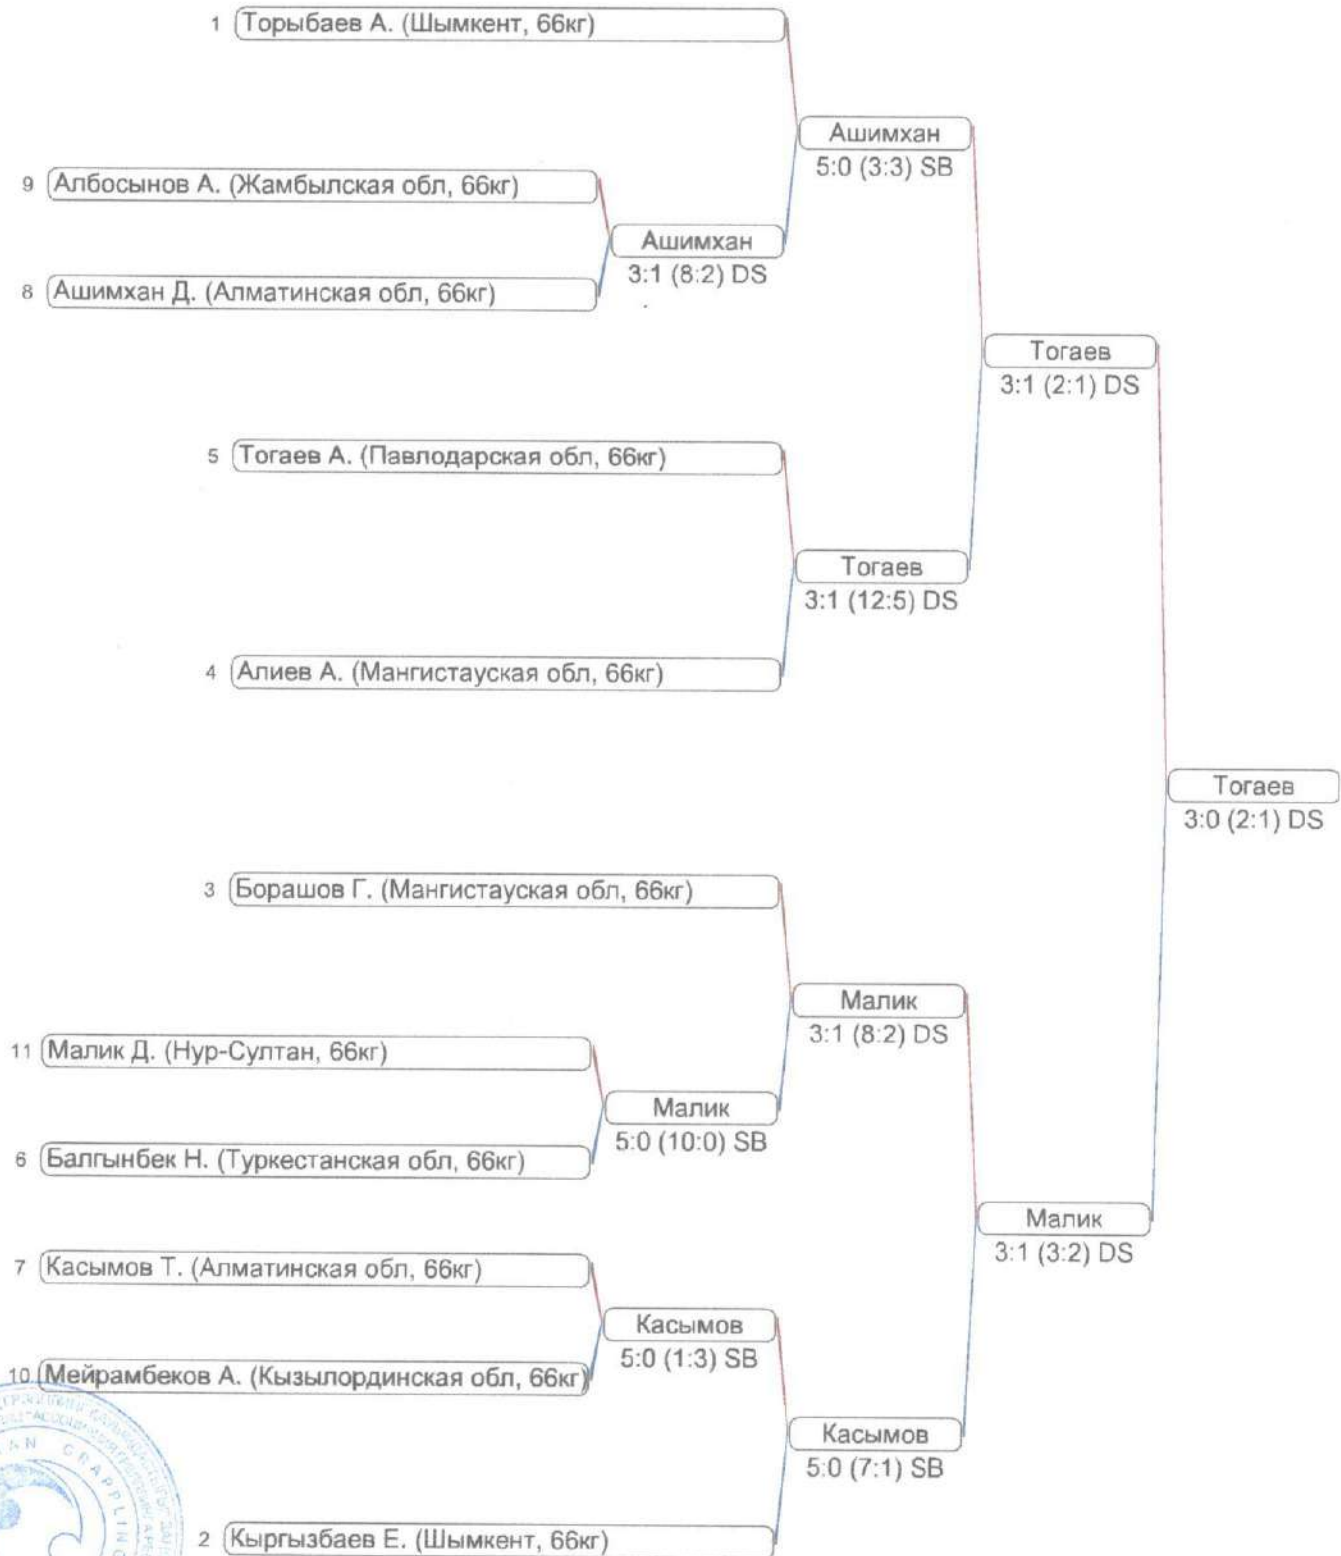 1 Торыбаев А. (Шымкент, 66кг)
Ашимхан
5:0 (3:3) SB
9 Албосынов А. (Жамбылская обл, 66кг)
Ашимхан
3:1 (8:2) DS
8 Ашимхан Д. (Алматинская обл, 66кг)
Тогаев
3:1 (2:1) DS
5 Тогаев А. (Павлодарская обл, 66кг)
Тогаев
3:1 (12:5) DS
4 Алиев А. (Мангистауская обл, 66кг)
Тогаев
3:0 (2:1) DS
3 Борашов Г. (Мангистауская обл, 66кг)
Малик
3:1 (8:2) DS
11 Малик Д. (Нур-Султан, 66кг)
Малик
5:0 (10:0) SB
6 Балгынбек Н. (Туркестанская обл, 66кг)
Малик
3:1 (3:2) DS
7 Касымов Т. (Алматинская обл, 66кг)
Касымов
5:0 (1:3) SB
10 Мейрамбеков А. (Кызылординская обл, 66кг)
Касымов
5:0 (7:1) SB
2 Кыргызбаев Е. (Шымкент, 66кг)